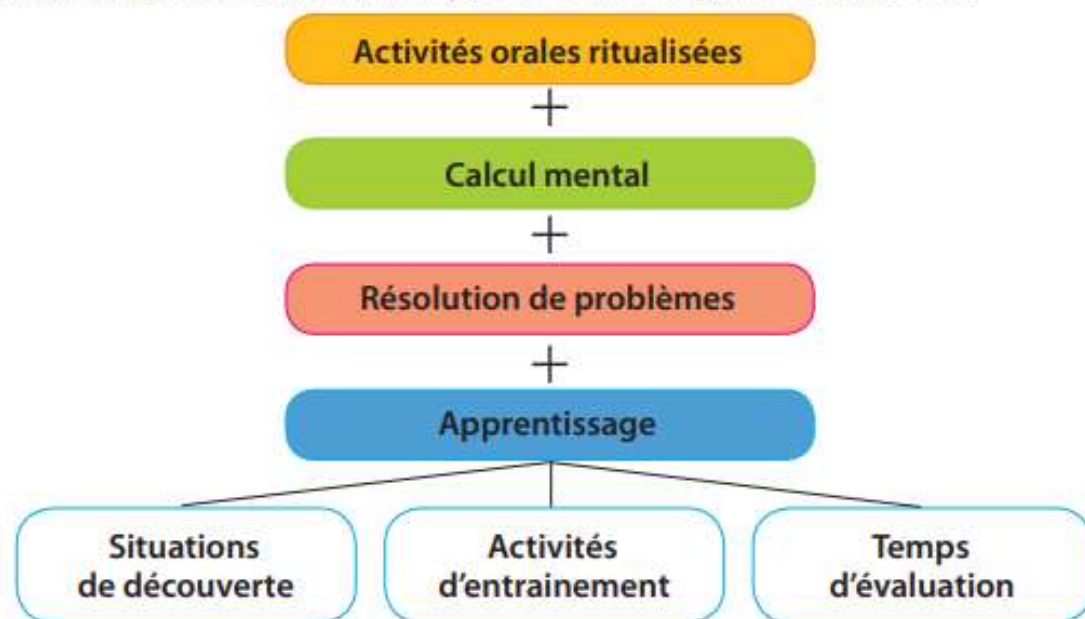 Activités orales ritualisées
+
Calcul mental
+
Résolution de problèmes
+
Apprentissage
Situations
de découverte
Activités
d'entrainement
Temps
d'évaluation